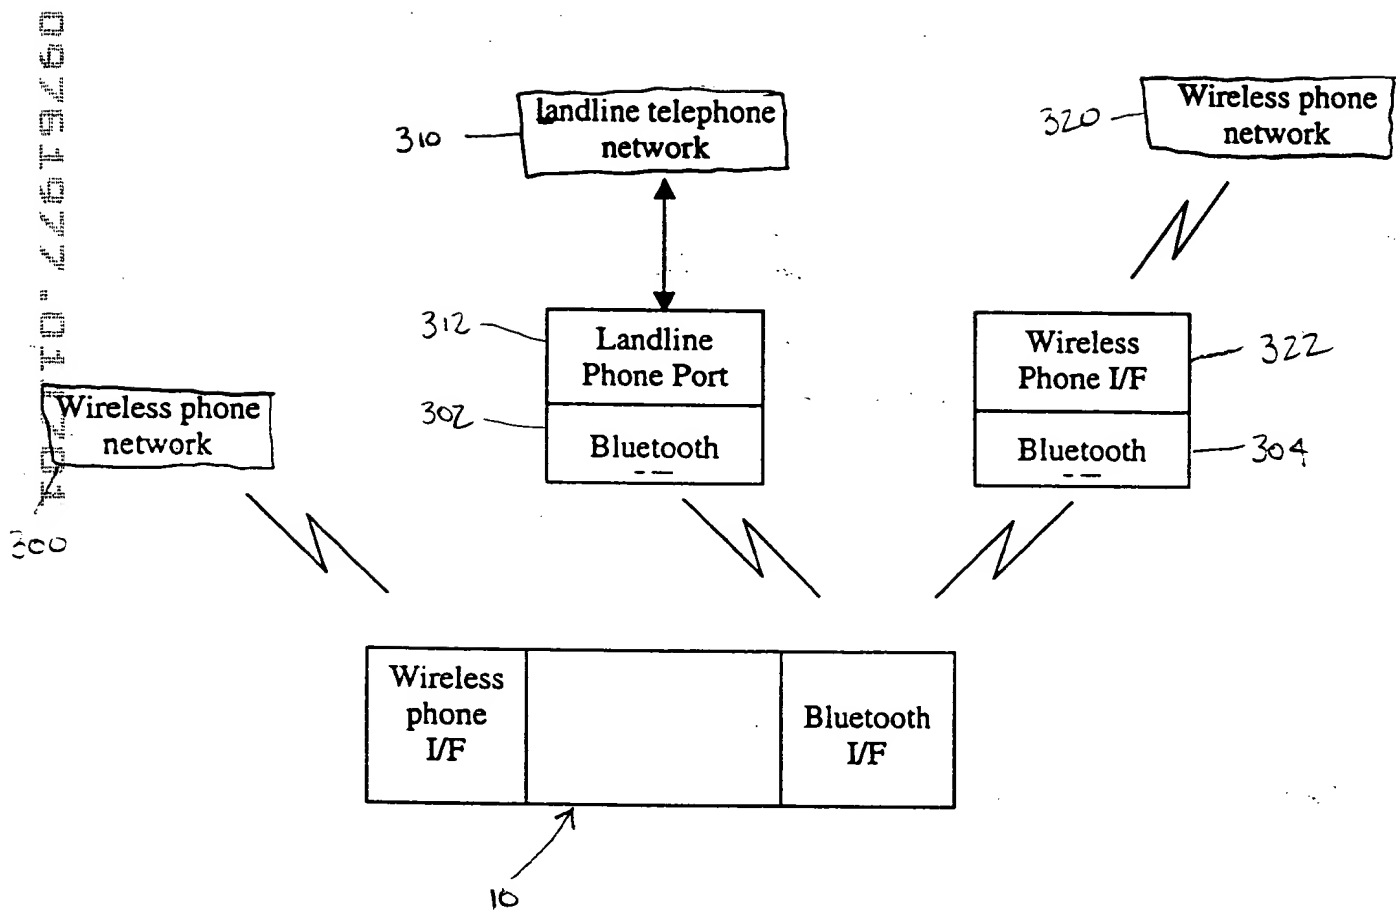 landline telephone
network
310
Wireless phone
network
320
312
Landline
Phone Port
302
Bluetooth
Wireless
Phone I/F
322
Bluetooth
304
Wireless phone
network
300
Wireless
phone
I/F
Bluetooth
I/F
10